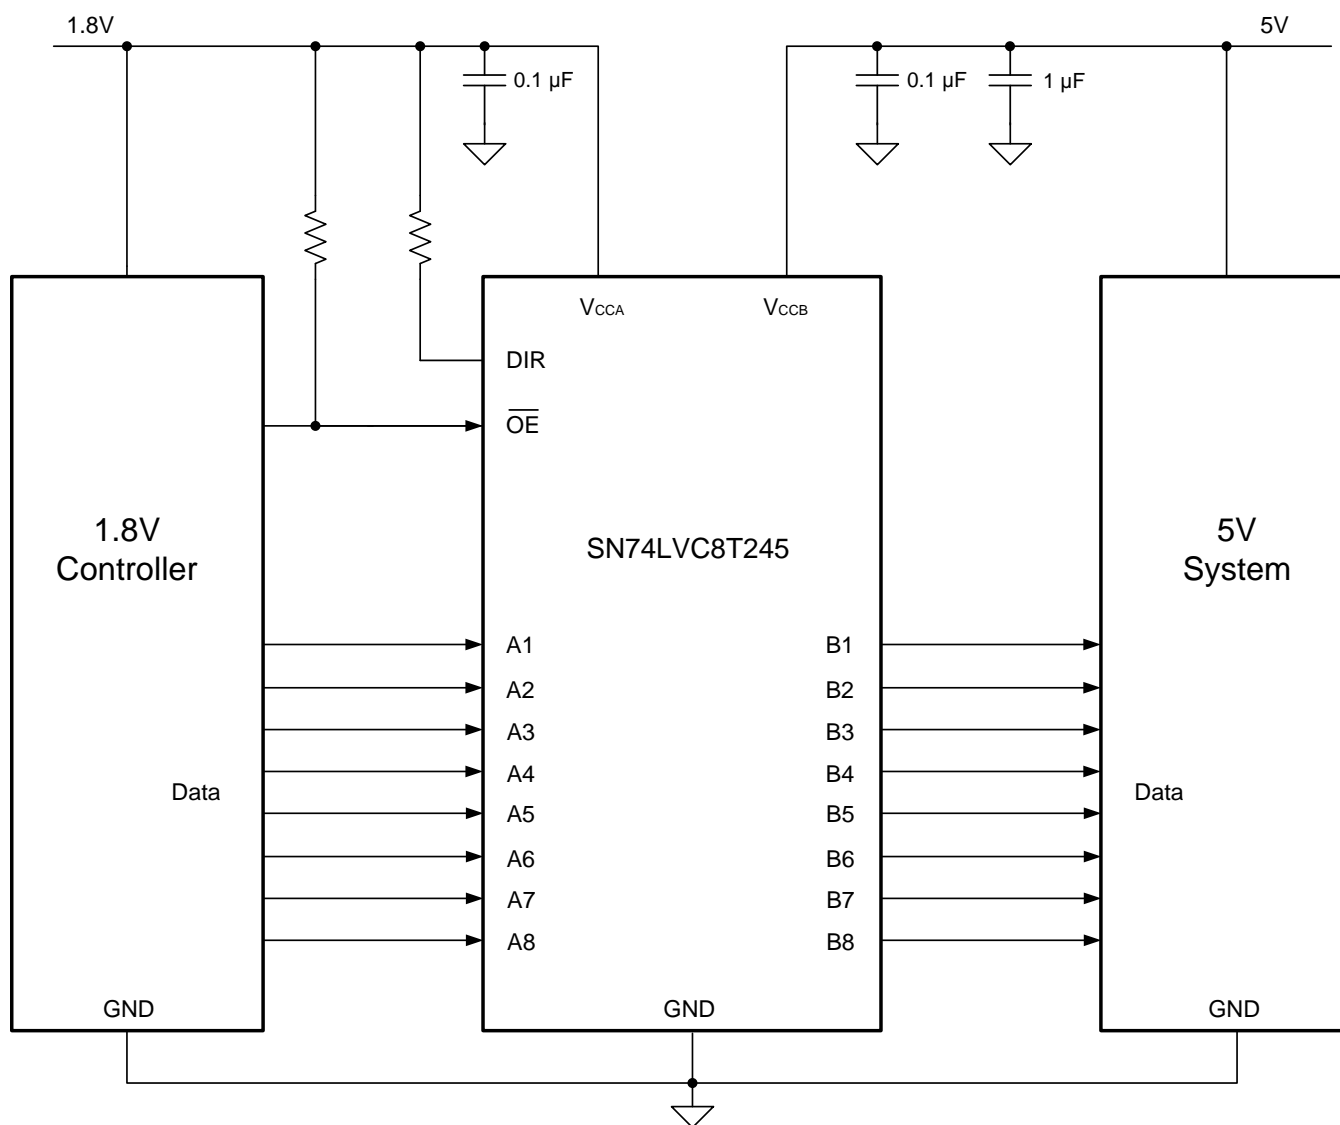 1.8V
5V
0.1 µF
0.1 µF
1 µF
VCCA
VCCB
DIR
OE
1.8V
Controller
SN74LVC8T245
5V
System
A1
B1
A2
B2
A3
B3
A4
B4
Data
Data
A5
B5
A6
B6
A7
B7
A8
B8
GND
GND
GND